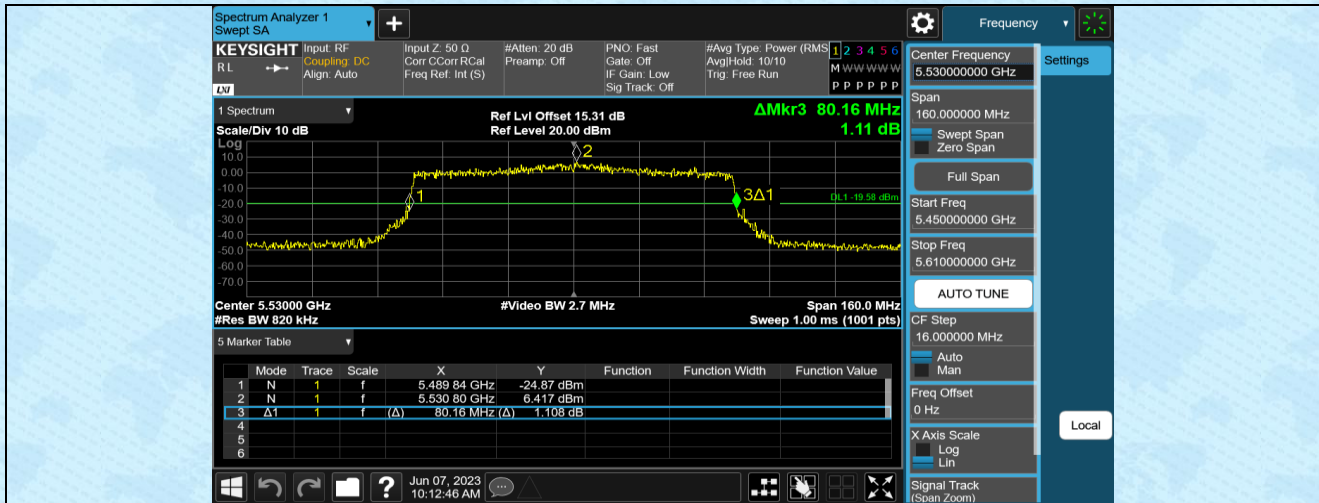 Spectrum Analyzer 1
Swept SA
+
Frequency
KEYSIGHT
RL
LXI
Input: RF
Coupling: DC
Align: Auto
Input Z: 50 Ω
Corr CCorr RCal
Freq Ref: Int (S)
#Atten: 20 dB
Preamp: Off
PNO: Fast
Gate: Off
IF Gain: Low
Sig Track: Off
#Avg Type: Power (RMS
Avg|Hold: 10/10
Trig: Free Run
1 2 3 4 5 6
M W W W W W
P P P P P P
1 Spectrum
Scale/Div 10 dB
Ref Lvl Offset 15.31 dB
Ref Level 20.00 dBm
ΔMkr3 80.16 MHz
1.11 dB
Log
10.0
0.00
-10.0
-20.0
-30.0
-40.0
-50.0
-60.0
-70.0
2
1
3Δ1
DL1 -19.58 dBm
Center 5.53000 GHz
#Video BW 2.7 MHz
Span 160.0 MHz
#Res BW 820 kHz
Sweep 1.00 ms (1001 pts)
5 Marker Table
Mode Trace Scale X Y Function Function Width Function Value
1 N 1 f 5.489 84 GHz -24.87 dBm
2 N 1 f 5.530 80 GHz 6.417 dBm
3 Δ1 1 f (Δ) 80.16 MHz (Δ) 1.108 dB
4
5
6
?
Jun 07, 2023
10:12:46 AM
Center Frequency
5.530000000 GHz
Settings
Span
160.000000 MHz
Swept Span
Zero Span
Full Span
Start Freq
5.450000000 GHz
Stop Freq
5.610000000 GHz
AUTO TUNE
CF Step
16.000000 MHz
Auto
Man
Freq Offset
0 Hz
X Axis Scale
Log
Lin
Signal Track
(Span Zoom)
Local